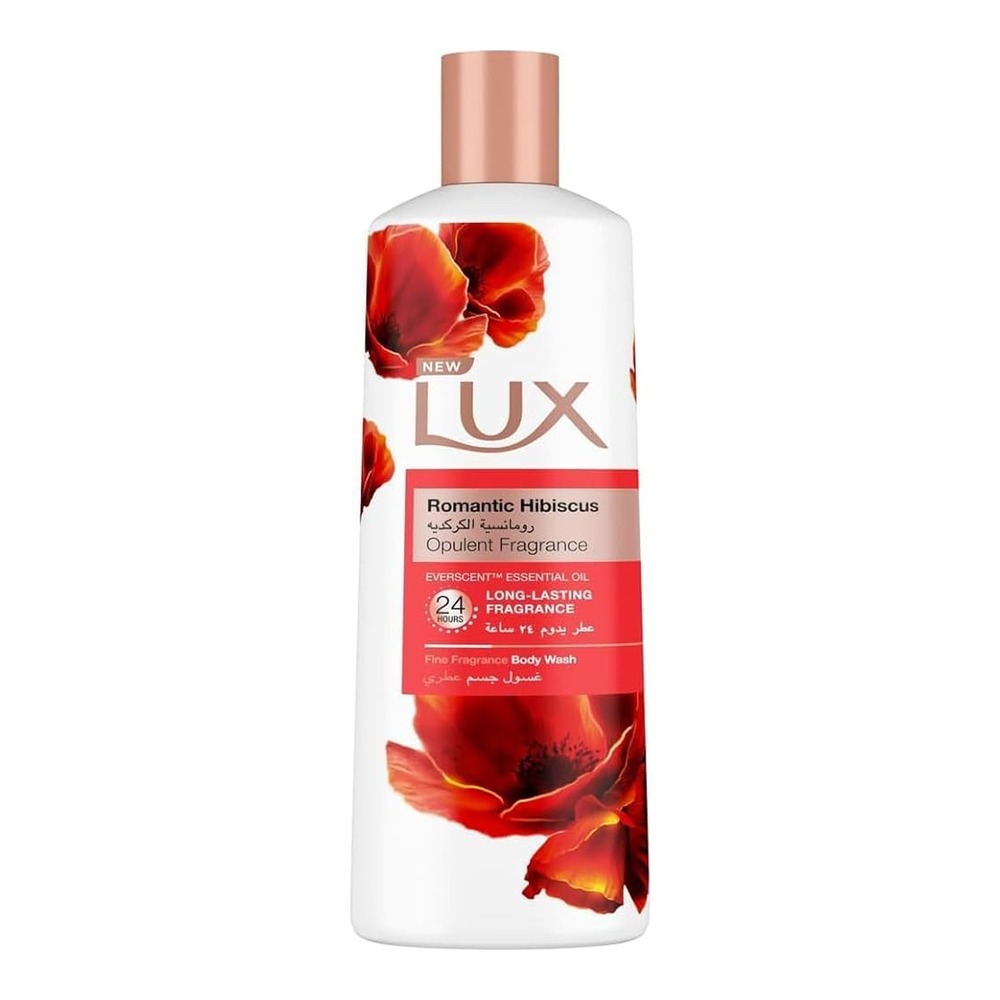 NEW
LUX
Romantic Hibiscus
رومانسية الكركديه
Opulent Fragrance
EVERSCENT™ ESSENTIAL OIL
24
HOURS
LONG-LASTING
FRAGRANCE
عطر يدوم ٢٤ ساعة
Fine Fragrance Body Wash
غسول جسم عطري